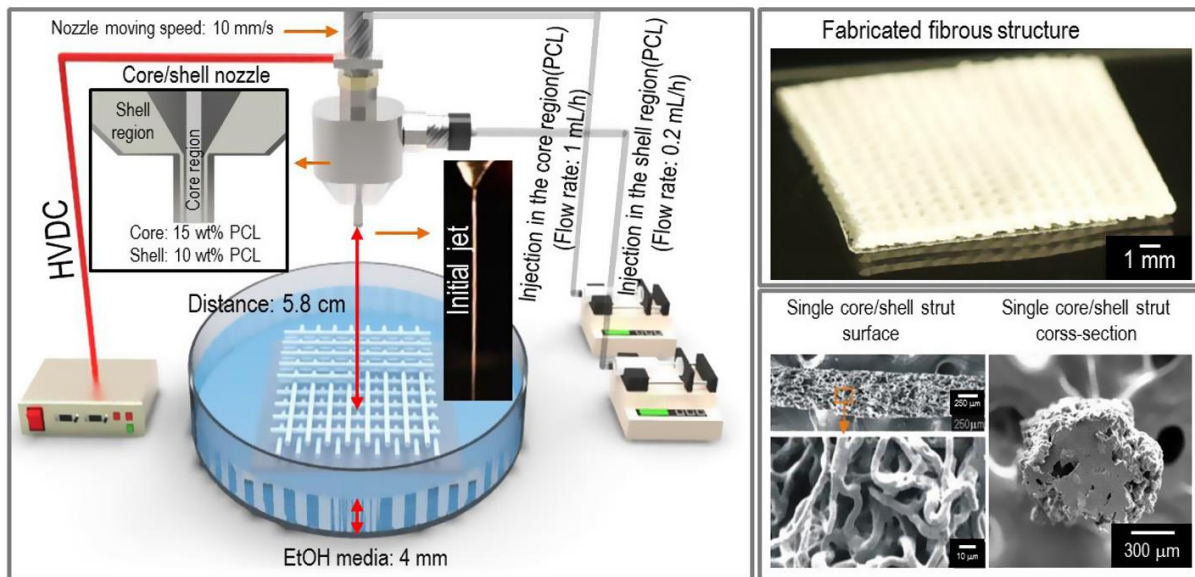 Nozzle moving speed: 10 mm/s
Core/shell nozzle
Shell
region
Core region
Core: 15 wt% PCL
Shell: 10 wt% PCL
HVDC
Distance: 5.8 cm
Initial jet
Injection in the core region(PCL)
(Flow rate: 1 mL/h)
Injection in the shell region(PCL)
(Flow rate: 0.2 mL/h)
EtOH media: 4 mm
Fabricated fibrous structure
1 mm
Single core/shell strut
surface
250 μm
250μm
10 μm
Single core/shell strut
corss-section
300 μm